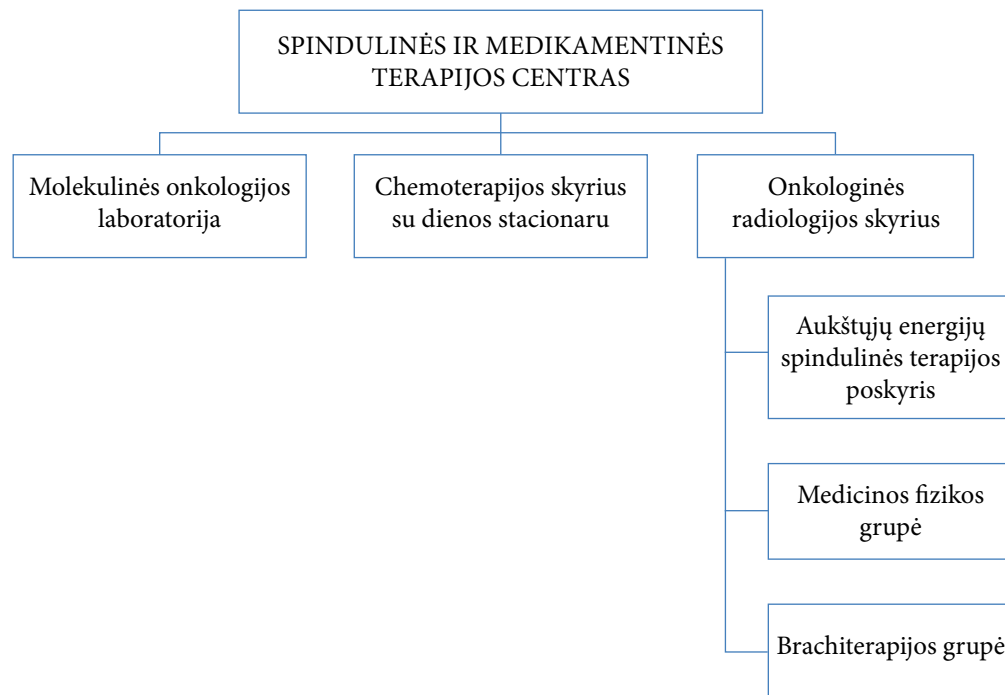 SPINDULINĖS IR MEDIKAMENTINĖS
TERAPIJOS CENTRAS
Molekulinės onkologijos
laboratorija
Chemoterapijos skyrius
su dienos stacionaru
Onkologinės
radiologijos skyrius
Aukštųjų energijų
spindulinės terapijos
poskyris
Medicinos fizikos
grupė
Brachiterapijos grupė